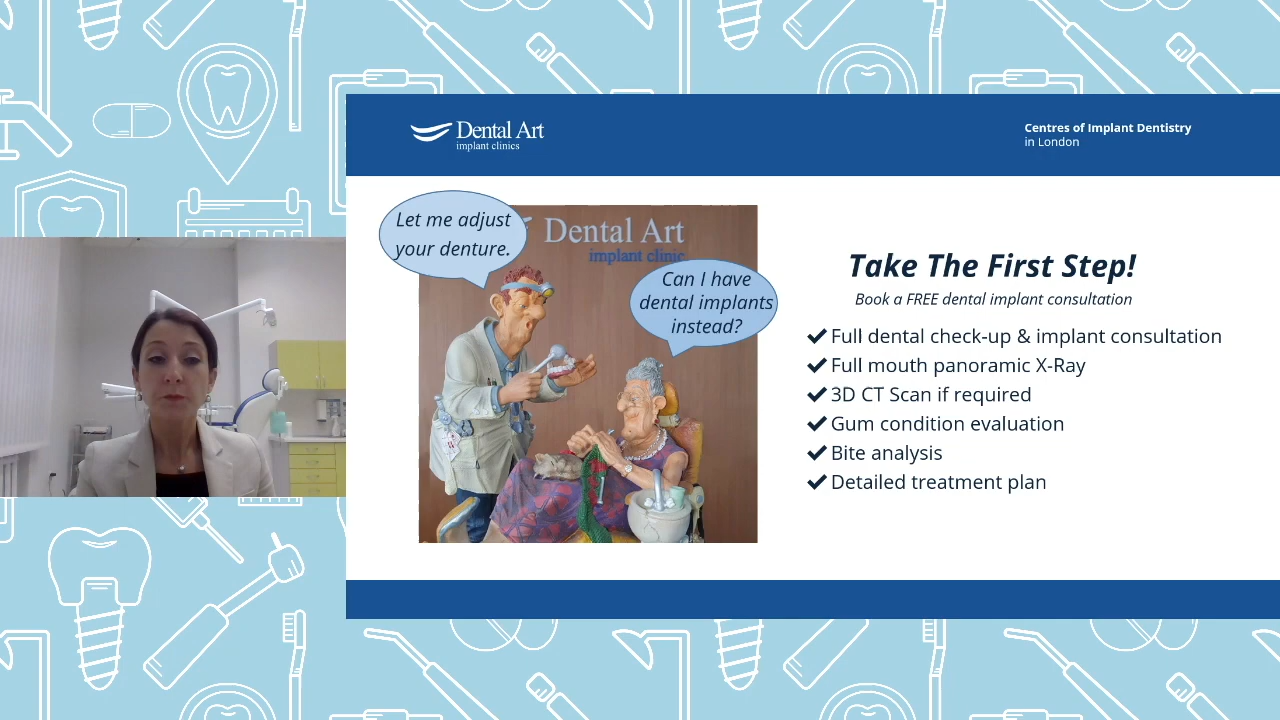 Dental Art
implant clinics
Centres of Implant Dentistry
in London
Let me adjust
your denture.
Dental Art
implant clinic
Can I have
dental implants
instead?
Take The First Step!
Book a FREE dental implant consultation
Full dental check-up & implant consultation
Full mouth panoramic X-Ray
3D CT Scan if required
Gum condition evaluation
Bite analysis
Detailed treatment plan